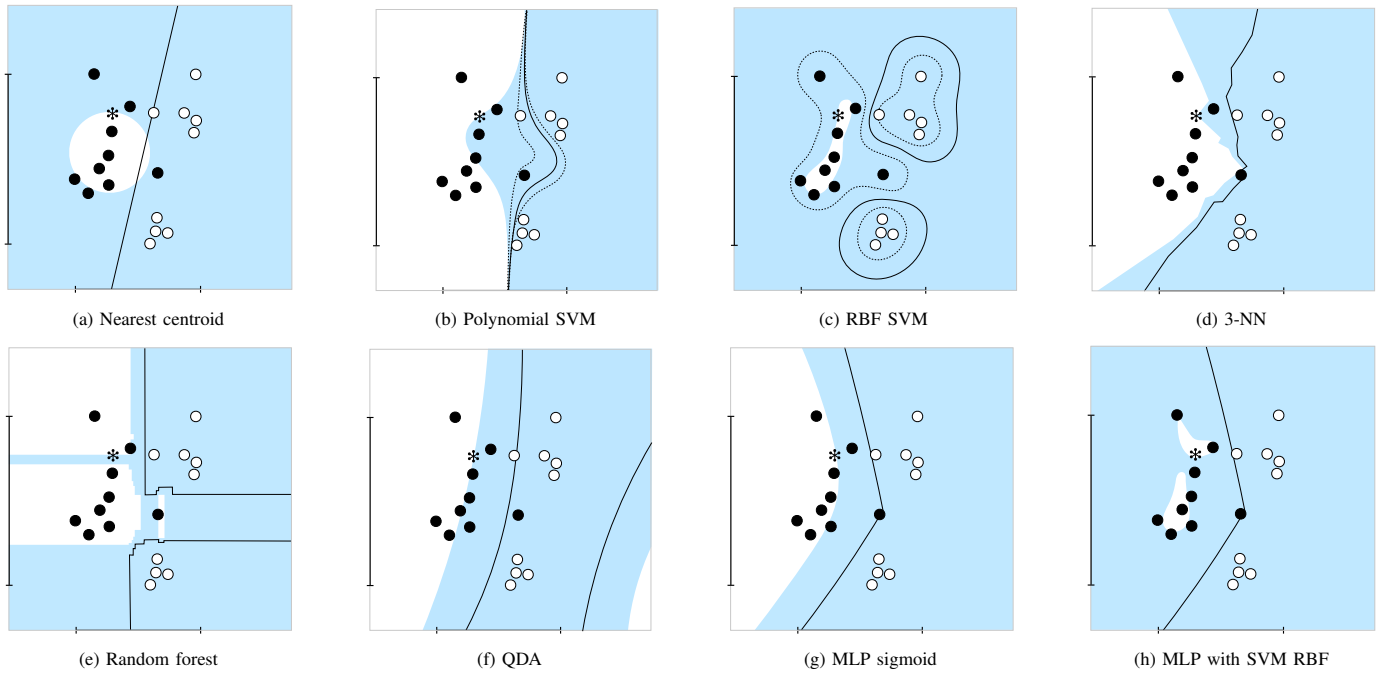 (a) Nearest centroid
(b) Polynomial SVM
(c) RBF SVM
(d) 3-NN
(e) Random forest
(f) QDA
(g) MLP sigmoid
(h) MLP with SVM RBF